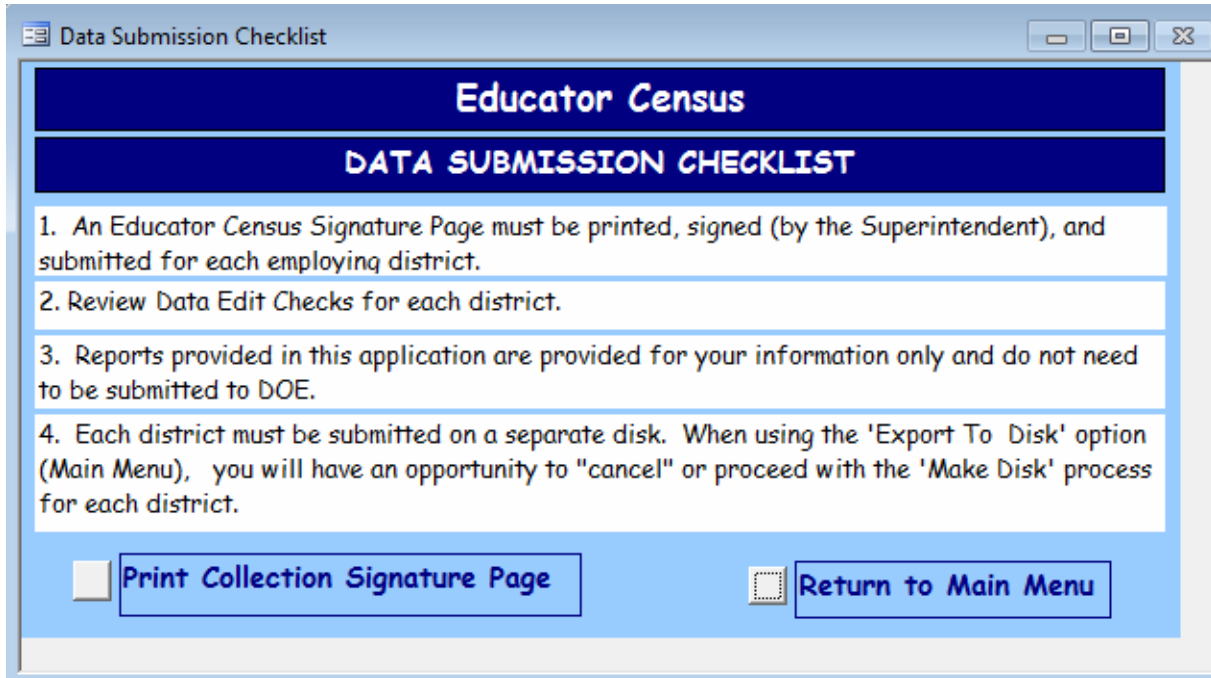 Data Submission Checklist
Educator Census
DATA SUBMISSION CHECKLIST
1.  An Educator Census Signature Page must be printed, signed (by the Superintendent), and
submitted for each employing district.
2. Review Data Edit Checks for each district.
3.  Reports provided in this application are provided for your information only and do not need
to be submitted to DOE.
4.  Each district must be submitted on a separate disk.  When using the 'Export To  Disk' option
(Main Menu),   you will have an opportunity to "cancel" or proceed with the 'Make Disk' process
for each district.
Print Collection Signature Page
Return to Main Menu